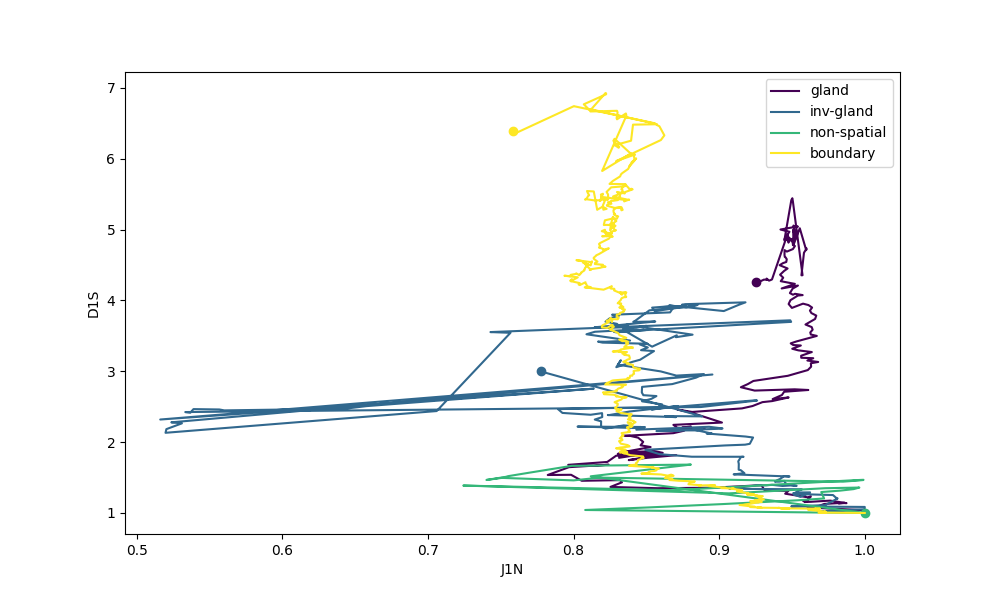 gland
inv-gland
non-spatial
boundary
7
6
5
4
3
2
1
D1S
0.5 0.6 0.7 0.8 0.9 1.0
J1N